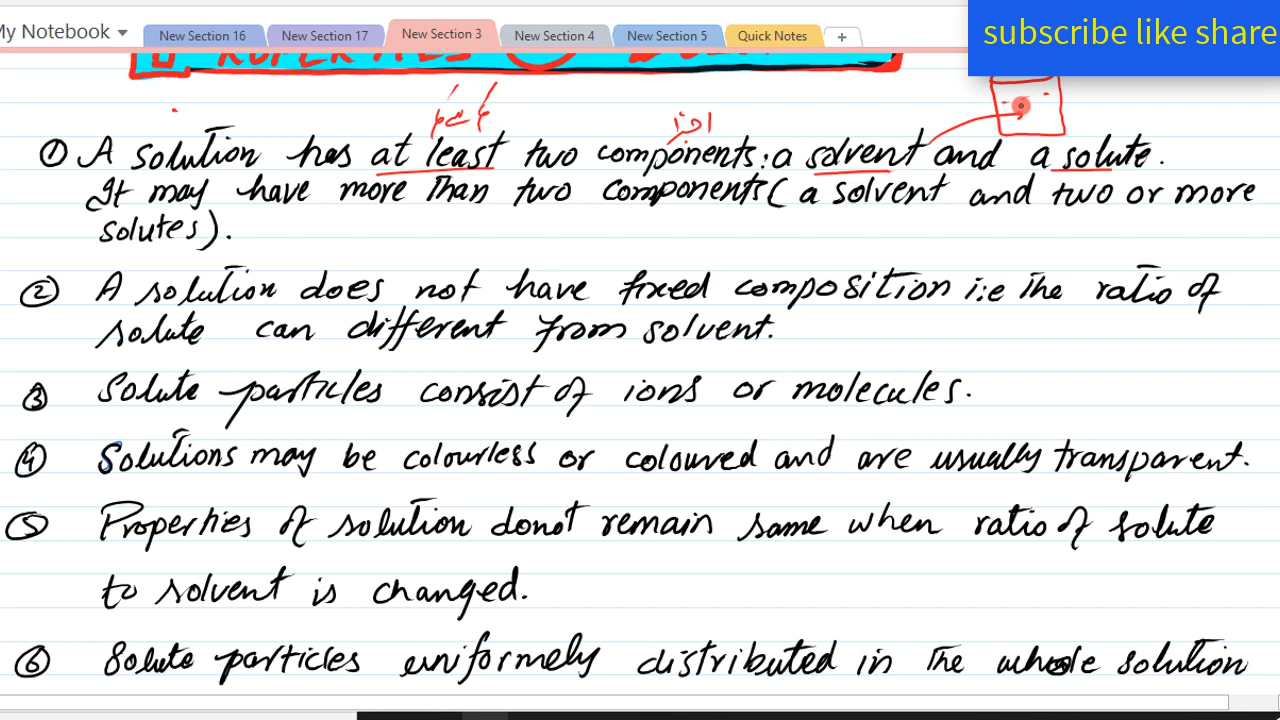 My Notebook
New Section 16
New Section 17
New Section 3
New Section 4
New Section 5
Quick Notes
+
subscribe like share
کم سے کم
اجزا
① A solution has at least two components: a solvent and a solute.
It may have more Than two components ( a solvent and two or more
solutes).
② A solution does not have fixed composition i:e The ratio of
solute can different from solvent.
③ Solute particles consist of ions or molecules.
④ Solutions may be colourless or coloured and are usually transparent.
⑤ Properties of solution donot remain same when ratio of solute
to solvent is changed.
⑥ Solute particles uniformely distributed in The whole solution